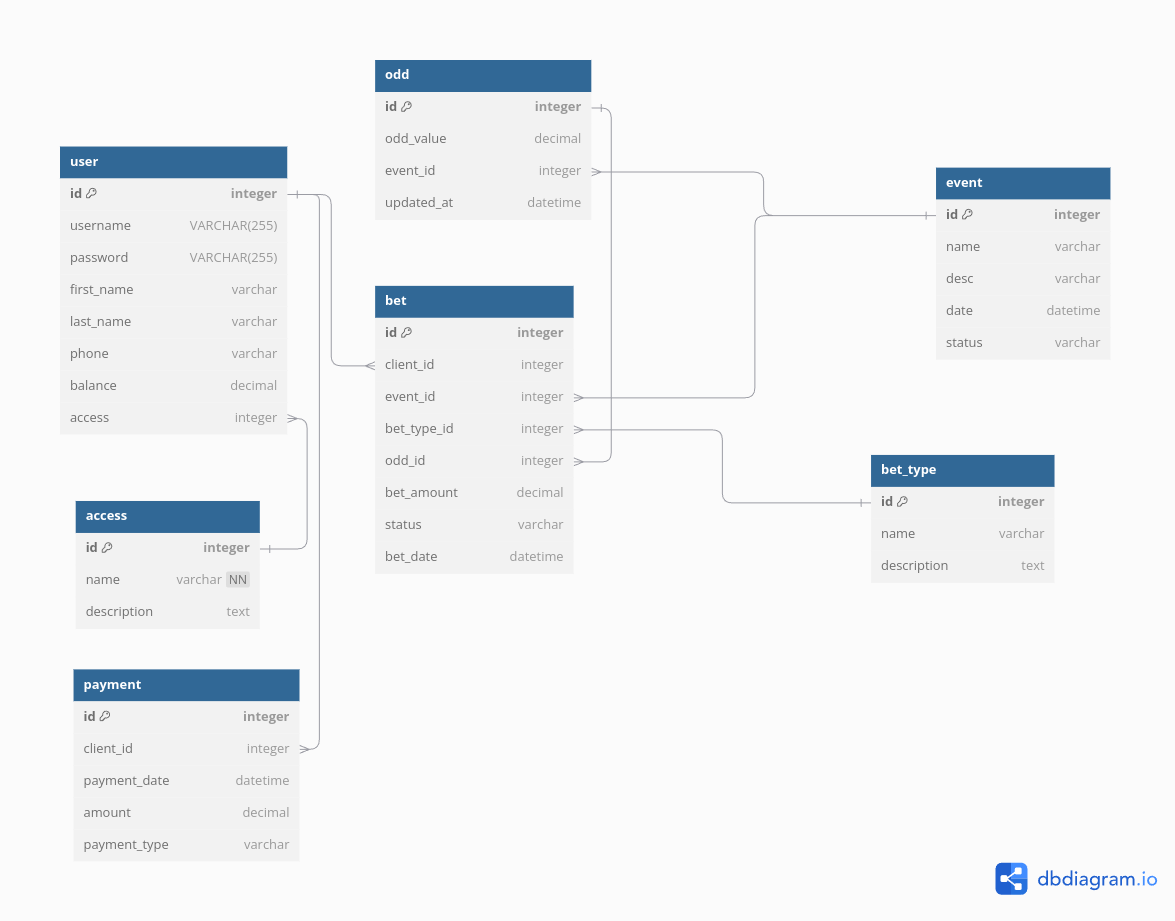 odd
id integer
odd_value decimal
event_id integer
updated_at datetime
user
id integer
username VARCHAR(255)
password VARCHAR(255)
first_name varchar
last_name varchar
phone varchar
balance decimal
access integer
event
id integer
name varchar
desc varchar
date datetime
status varchar
bet
id integer
client_id integer
event_id integer
bet_type_id integer
odd_id integer
bet_amount decimal
status varchar
bet_date datetime
bet_type
id integer
name varchar
description text
access
id integer
name varchar NN
description text
payment
id integer
client_id integer
payment_date datetime
amount decimal
payment_type varchar
dbdiagram.io